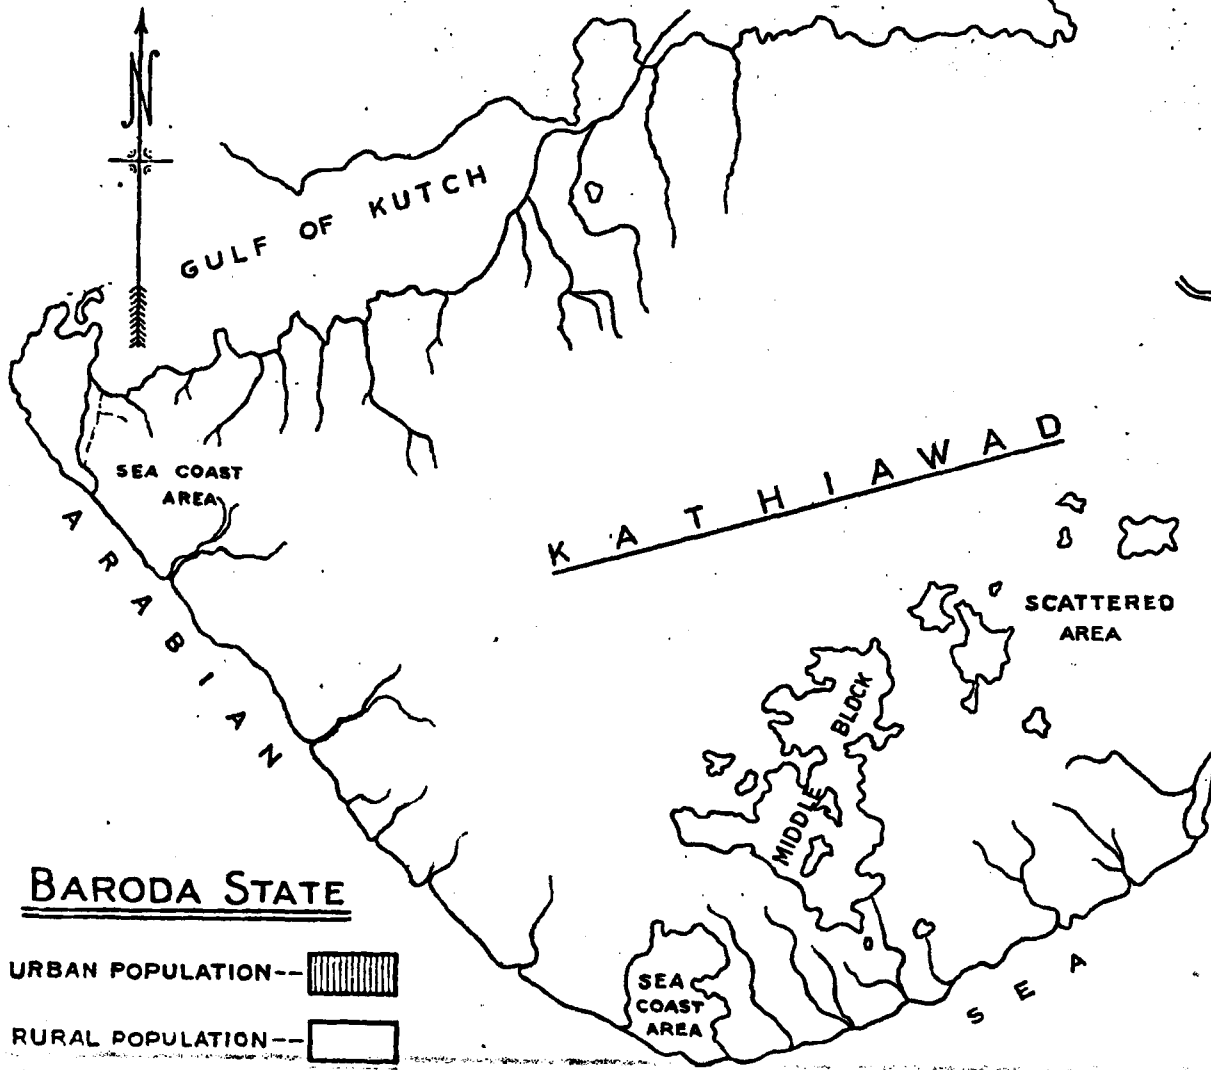 N
GULF OF KUTCH
SEA COAST
AREA
KATHIAWAD
ARABIAN
SCATTERED
AREA
BLOCK
MIDDLE
BARODA STATE
URBAN POPULATION--
SEA
COAST
AREA
SEA
RURAL POPULATION--